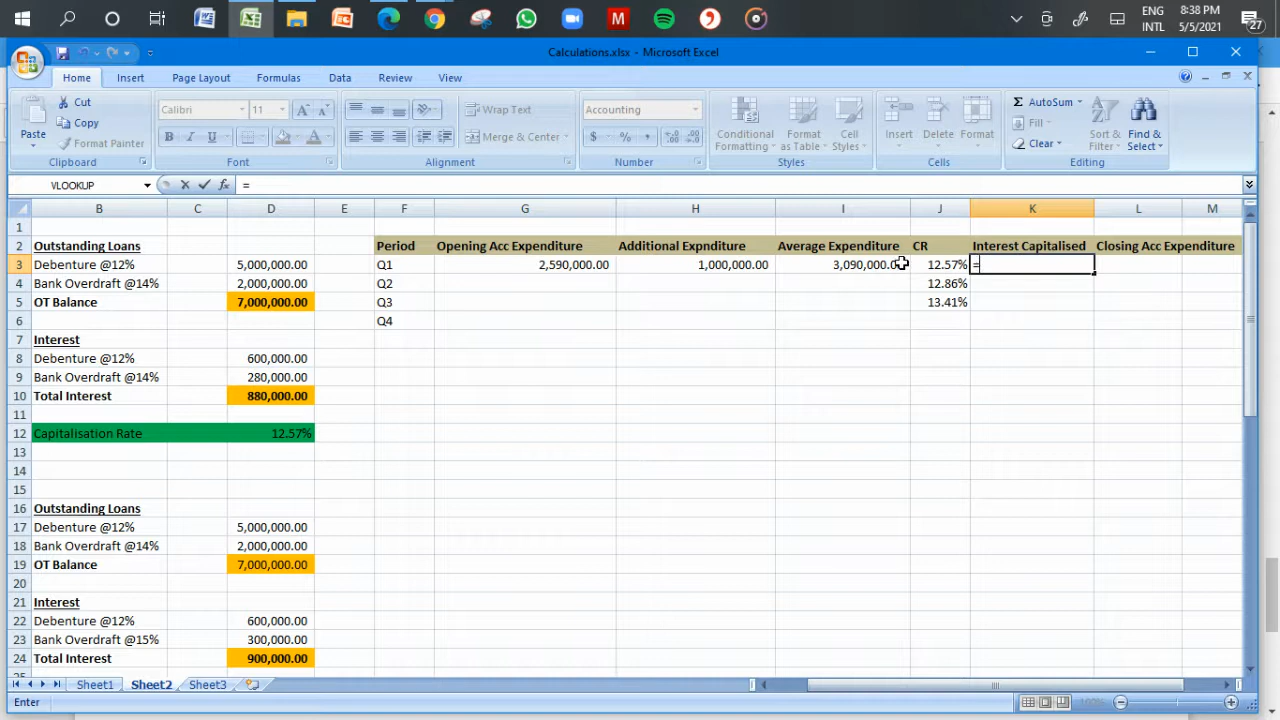 ENG 8:38 PM
INTL 5/5/2021 27
Calculations.xlsx - Microsoft Excel
Home Insert Page Layout Formulas Data Review View
Paste Cut Copy Format Painter Clipboard
Calibri 11 B I U A Font
Wrap Text Merge & Center Alignment
Accounting $ % , Number
Conditional Formatting Format as Table Cell Styles Styles
Insert Delete Format Cells
Σ AutoSum Fill Clear Sort & Filter Find & Select Editing
VLOOKUP fx =
B C D E F G H I J K L M
1
2 Outstanding Loans Period Opening Acc Expenditure Additional Expnditure Average Expenditure CR Interest Capitalised Closing Acc Expenditure
3 Debenture @12% 5,000,000.00 Q1 2,590,000.00 1,000,000.00 3,090,000.00 12.57% =
4 Bank Overdraft @14% 2,000,000.00 Q2 12.86%
5 OT Balance 7,000,000.00 Q3 13.41%
6 Q4
7 Interest
8 Debenture @12% 600,000.00
9 Bank Overdraft @14% 280,000.00
10 Total Interest 880,000.00
11
12 Capitalisation Rate 12.57%
13
14
15
16 Outstanding Loans
17 Debenture @12% 5,000,000.00
18 Bank Overdraft @14% 2,000,000.00
19 OT Balance 7,000,000.00
20
21 Interest
22 Debenture @12% 600,000.00
23 Bank Overdraft @15% 300,000.00
24 Total Interest 900,000.00
Sheet1 Sheet2 Sheet3
Enter 100%